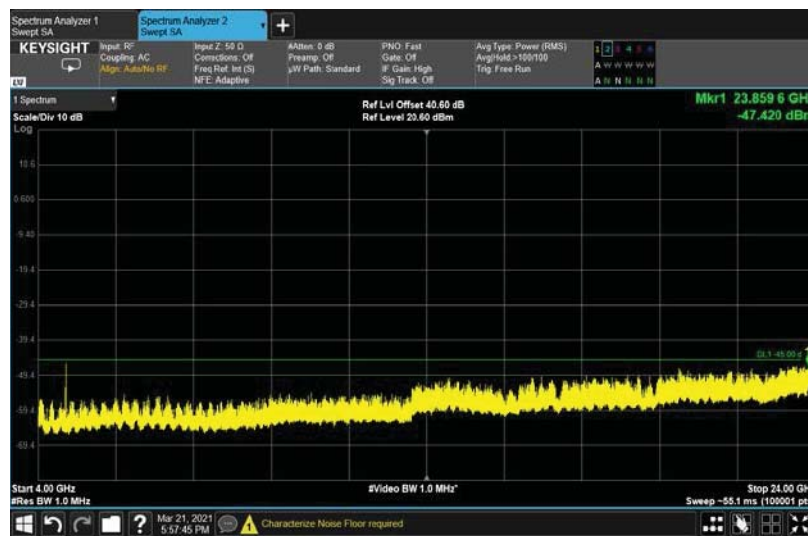 Spectrum Analyzer 1
Swept SA
Spectrum Analyzer 2
Swept SA
KEYSIGHT
LXI
Input: RF
Coupling: AC
Align: Auto/No RF
Input Z: 50 Ω
Corrections: Off
Freq Ref: Int (S)
NFE: Adaptive
#Atten: 0 dB
Preamp: Off
µW Path: Standard
PNO: Fast
Gate: Off
IF Gain: High
Sig Track: Off
Avg Type: Power (RMS)
Avg|Hold:>100/100
Trig: Free Run
1 2 3 4 5 6
A W W W W W
A N N N N N
1 Spectrum
Scale/Div 10 dB
Log
Ref Lvl Offset 40.60 dB
Ref Level 20.60 dBm
Mkr1 23.859 6 GH
-47.420 dBr
10.6
0.600
-9.40
-19.4
-29.4
-39.4
-49.4
-59.4
-69.4
DL1 -45.00 d
1
Start 4.00 GHz
#Res BW 1.0 MHz
#Video BW 1.0 MHz*
Stop 24.00 GH
Sweep ~55.1 ms (100001 pt
?
Mar 21, 2021
5:57:45 PM
Characterize Noise Floor required